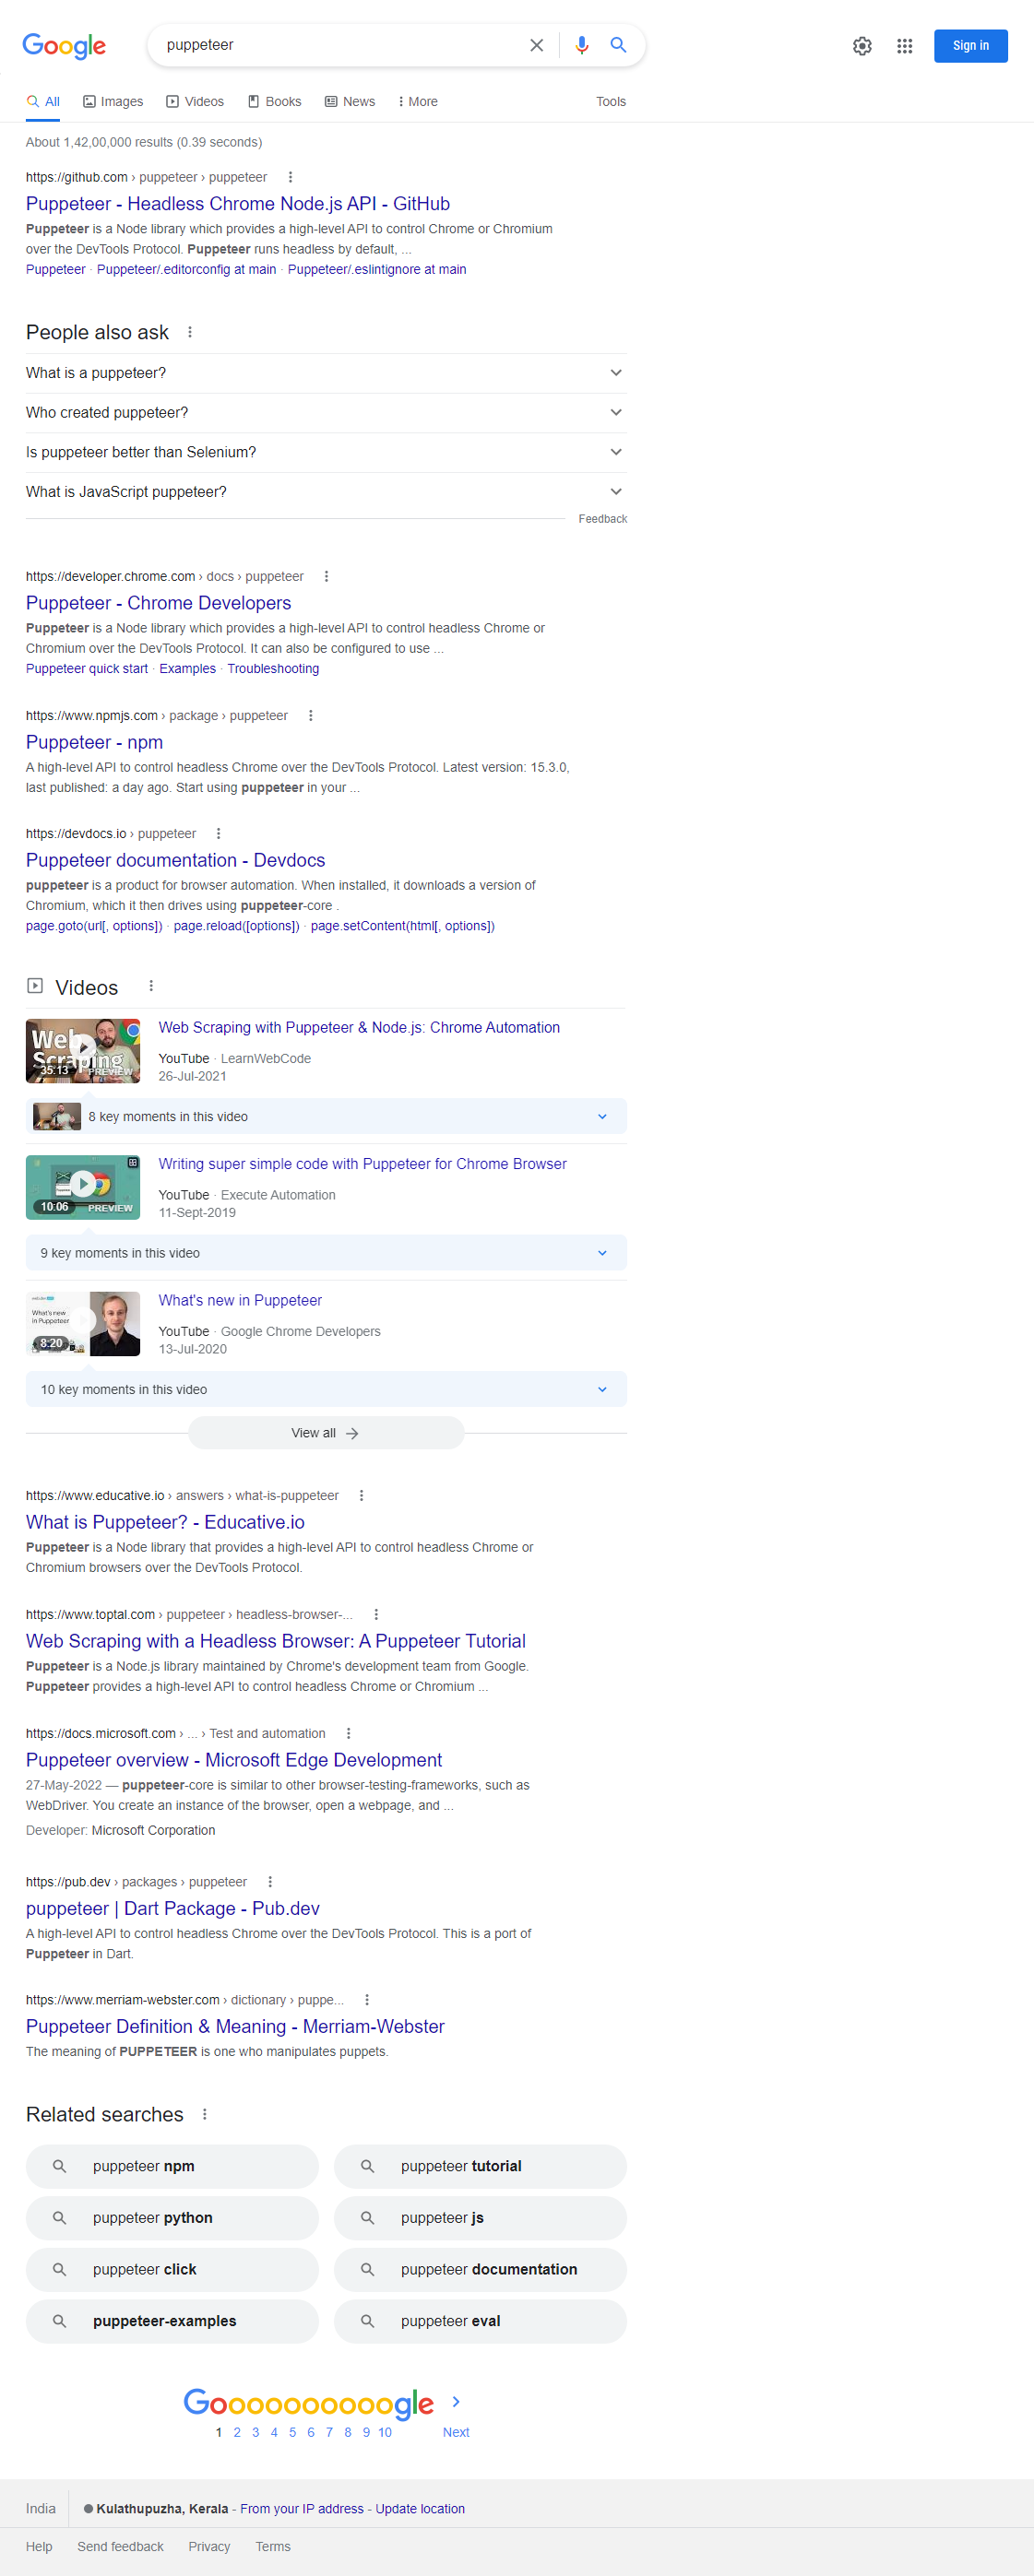 Google
puppeteer
Sign in
All Images Videos Books News More Tools
About 1,42,00,000 results (0.39 seconds)
https://github.com › puppeteer › puppeteer
Puppeteer - Headless Chrome Node.js API - GitHub
Puppeteer is a Node library which provides a high-level API to control Chrome or Chromium
over the DevTools Protocol. Puppeteer runs headless by default, ...
Puppeteer · Puppeteer/.editorconfig at main · Puppeteer/.eslintignore at main
People also ask
What is a puppeteer?
Who created puppeteer?
Is puppeteer better than Selenium?
What is JavaScript puppeteer?
Feedback
https://developer.chrome.com › docs › puppeteer
Puppeteer - Chrome Developers
Puppeteer is a Node library which provides a high-level API to control headless Chrome or
Chromium over the DevTools Protocol. It can also be configured to use ...
Puppeteer quick start · Examples · Troubleshooting
https://www.npmjs.com › package › puppeteer
Puppeteer - npm
A high-level API to control headless Chrome over the DevTools Protocol. Latest version: 15.3.0,
last published: a day ago. Start using puppeteer in your ...
https://devdocs.io › puppeteer
Puppeteer documentation - Devdocs
puppeteer is a product for browser automation. When installed, it downloads a version of
Chromium, which it then drives using puppeteer-core .
page.goto(url[, options]) · page.reload([options]) · page.setContent(html[, options])
Videos
Web Scraping
35:13 PREVIEW
Web Scraping with Puppeteer & Node.js: Chrome Automation
YouTube · LearnWebCode
26-Jul-2021
8 key moments in this video
10:06 PREVIEW
Writing super simple code with Puppeteer for Chrome Browser
YouTube · Execute Automation
11-Sept-2019
9 key moments in this video
What's new
in Puppeteer
8:20
What's new in Puppeteer
YouTube · Google Chrome Developers
13-Jul-2020
10 key moments in this video
View all
https://www.educative.io › answers › what-is-puppeteer
What is Puppeteer? - Educative.io
Puppeteer is a Node library that provides a high-level API to control headless Chrome or
Chromium browsers over the DevTools Protocol.
https://www.toptal.com › puppeteer › headless-browser-...
Web Scraping with a Headless Browser: A Puppeteer Tutorial
Puppeteer is a Node.js library maintained by Chrome's development team from Google.
Puppeteer provides a high-level API to control headless Chrome or Chromium ...
https://docs.microsoft.com › ... › Test and automation
Puppeteer overview - Microsoft Edge Development
27-May-2022 — puppeteer-core is similar to other browser-testing-frameworks, such as
WebDriver. You create an instance of the browser, open a webpage, and ...
Developer: Microsoft Corporation
https://pub.dev › packages › puppeteer
puppeteer | Dart Package - Pub.dev
A high-level API to control headless Chrome over the DevTools Protocol. This is a port of
Puppeteer in Dart.
https://www.merriam-webster.com › dictionary › puppe...
Puppeteer Definition & Meaning - Merriam-Webster
The meaning of PUPPETEER is one who manipulates puppets.
Related searches
puppeteer npm
puppeteer tutorial
puppeteer python
puppeteer js
puppeteer click
puppeteer documentation
puppeteer-examples
puppeteer eval
Goooooooooogle
1 2 3 4 5 6 7 8 9 10 Next
India Kulathupuzha, Kerala - From your IP address - Update location
Help Send feedback Privacy Terms